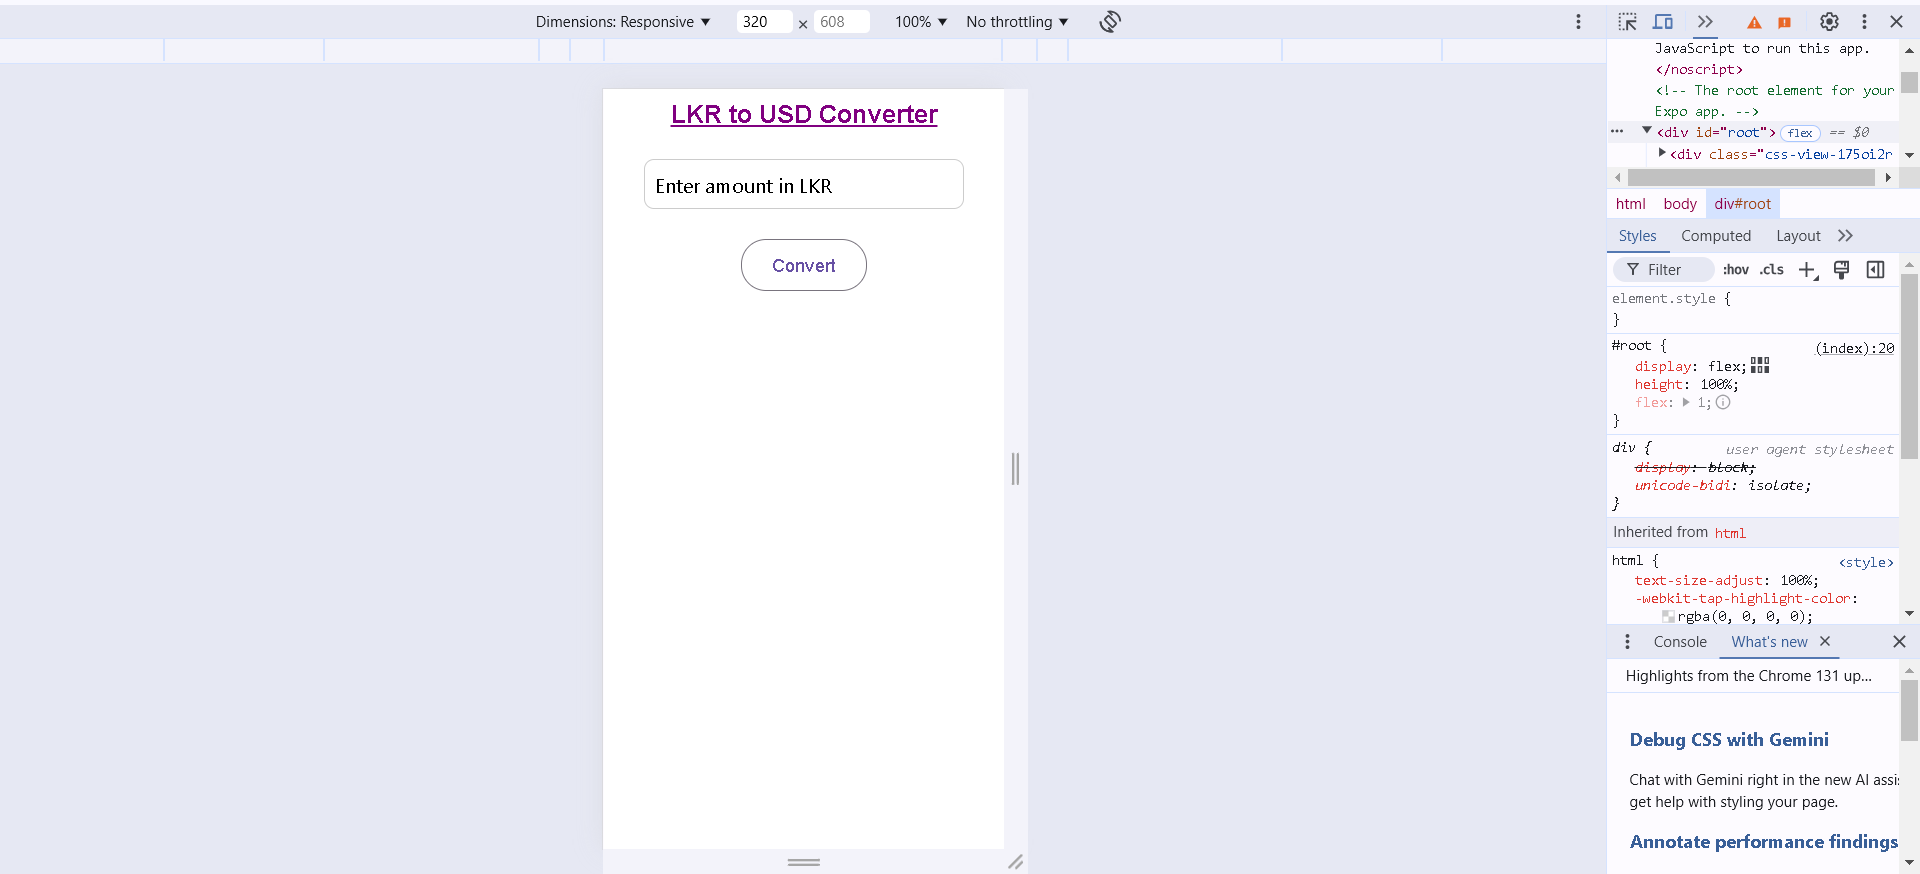 Dimensions: Responsive ▼ 320 × 608 100% ▼ No throttling ▼
LKR to USD Converter
Enter amount in LKR
Convert
JavaScript to run this app.
</noscript>
<!-- The root element for your
Expo app. -->
••• ▼<div id="root"> flex == $0
▶<div class="css-view-175oi2r
html body div#root
Styles Computed Layout
Filter :hov .cls
element.style {
}
#root { (index):20
display: flex;
height: 100%;
flex: ▶ 1;
}
div { user agent stylesheet
display: block;
unicode-bidi: isolate;
}
Inherited from html
html { <style>
text-size-adjust: 100%;
-webkit-tap-highlight-color:
rgba(0, 0, 0, 0);
Console What's new
Highlights from the Chrome 131 up...
Debug CSS with Gemini
Chat with Gemini right in the new AI assi
get help with styling your page.
Annotate performance findings